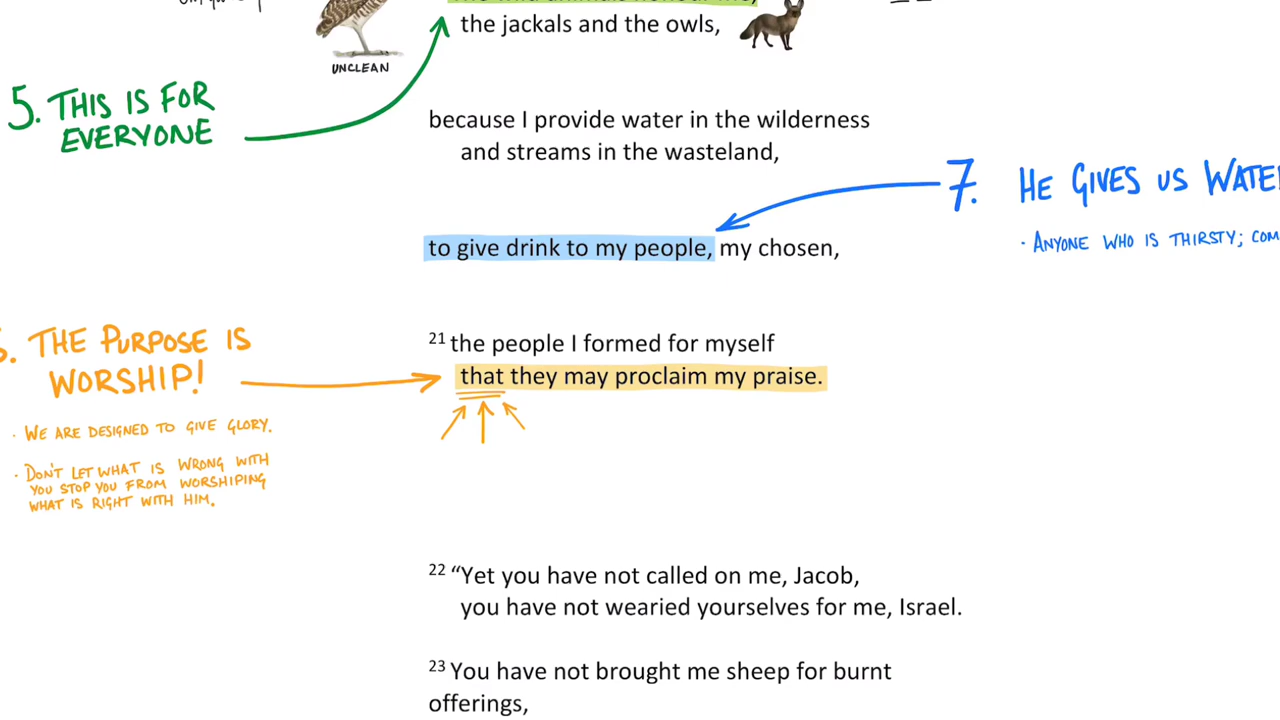 the jackals and the owls,
UNCLEAN
5. THIS IS FOR
EVERYONE
because I provide water in the wilderness
and streams in the wasteland,
7. HE GIVES US
· ANYONE WHO IS THIRSTY;
to give drink to my people, my chosen,
THE PURPOSE IS
WORSHIP!
· WE ARE DESIGNED TO GIVE GLORY.
· DON'T LET WHAT IS WRONG WITH
YOU STOP YOU FROM WORSHIPING
WHAT IS RIGHT WITH HIM.
21 the people I formed for myself
that they may proclaim my praise.
22 “Yet you have not called on me, Jacob,
you have not wearied yourselves for me, Israel.
23 You have not brought me sheep for burnt
offerings,